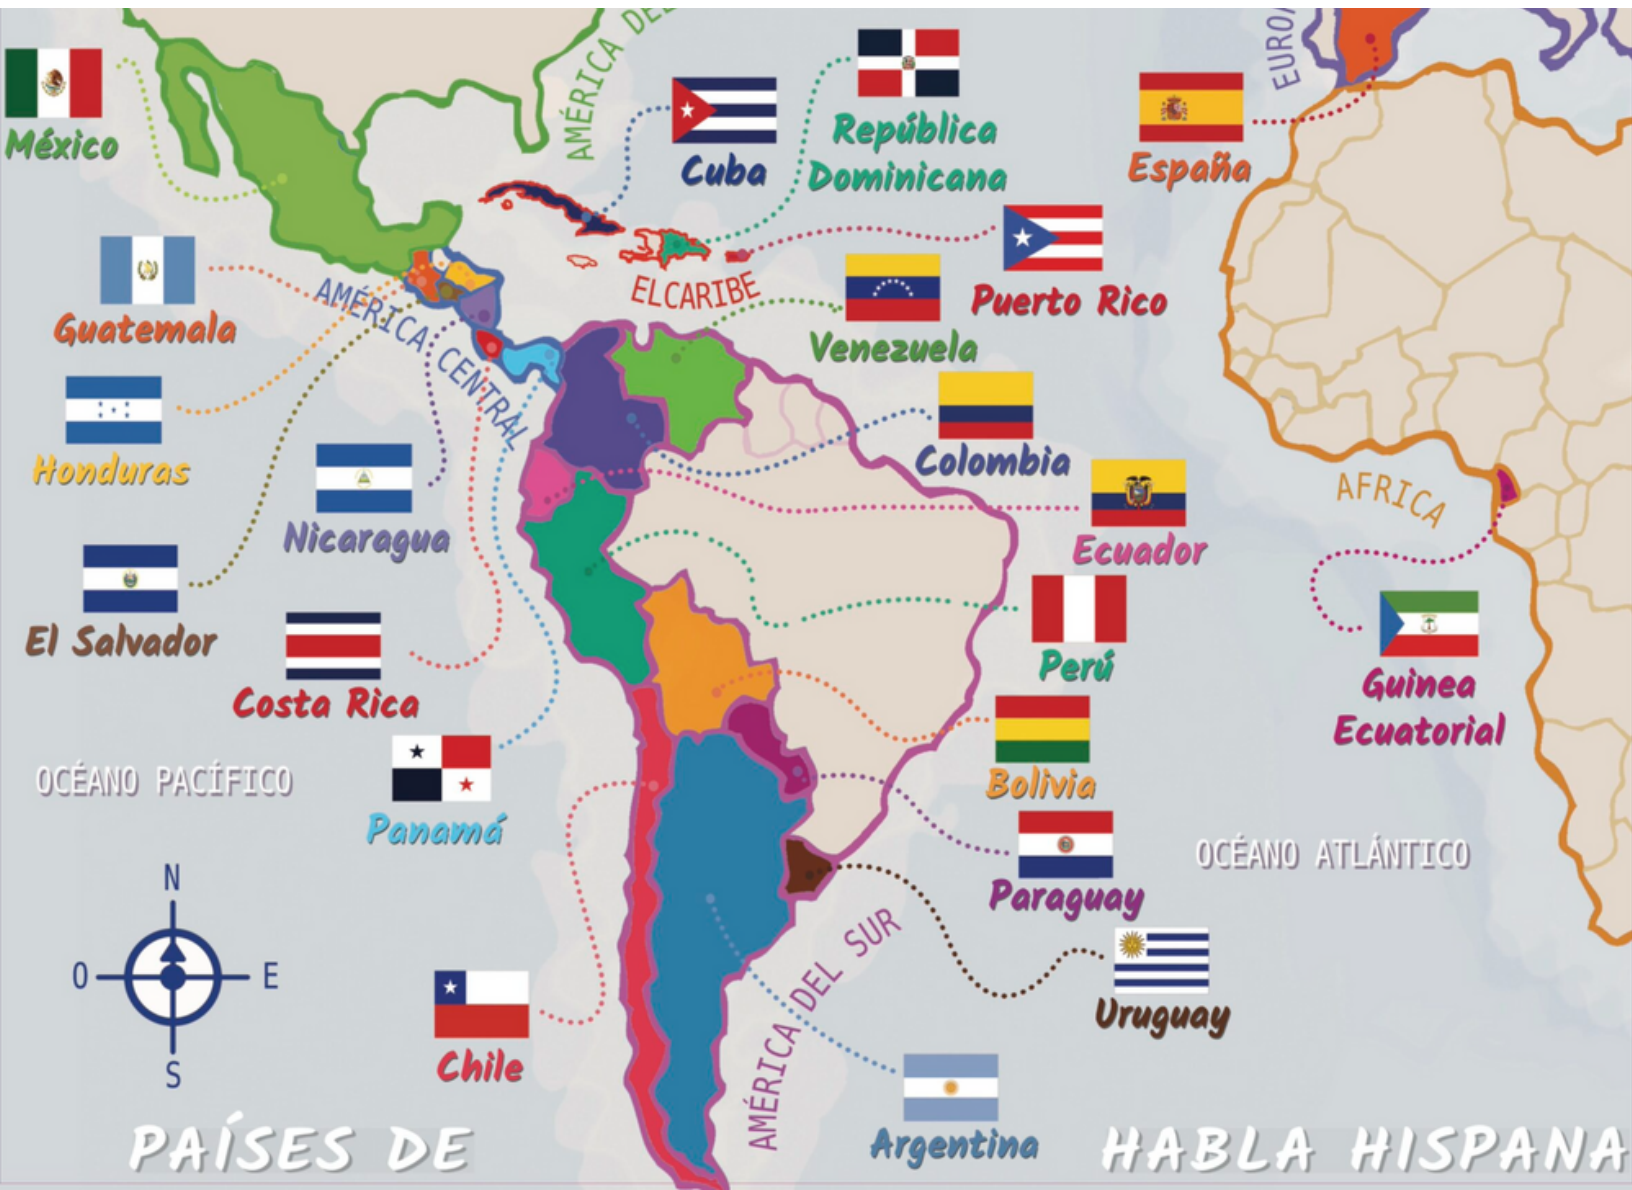 AMÉRICA DEL
EUROP
México
Cuba
República
Dominicana
España
Puerto Rico
EL CARIBE
Guatemala
AMÉRICA CENTRAL
Venezuela
Honduras
Colombia
Nicaragua
AFRICA
Ecuador
El Salvador
Perú
Costa Rica
Guinea
Ecuatorial
OCÉANO PACÍFICO
Bolivia
Panamá
OCÉANO ATLÁNTICO
Paraguay
N
O
E
S
AMÉRICA DEL SUR
Uruguay
Chile
Argentina
PAÍSES DE HABLA HISPANA